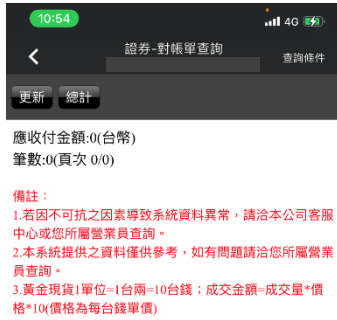 10:54
4G
證券-對帳單查詢
查詢條件
更新 總計
應收付金額:0(台幣)
筆數:0(頁次 0/0)
備註：
1.若因不可抗之因素導致系統資料異常，請洽本公司客服
中心或您所屬營業員查詢。
2.本系統提供之資料僅供參考，如有問題請洽您所屬營業
員查詢。
3.黃金現貨1單位=1台兩=10台錢；成交金額=成交量*價
格*10(價格為每台錢單價)